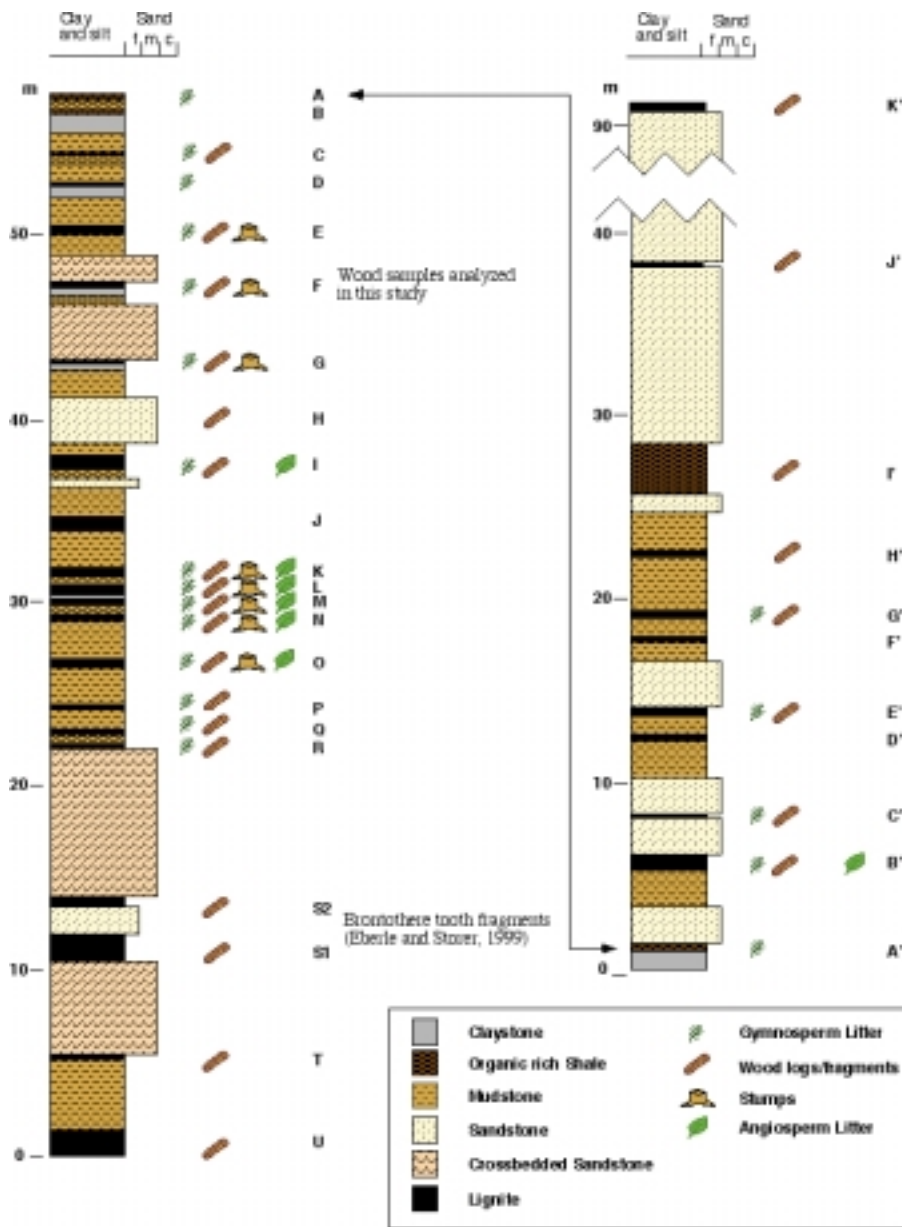 Clay and silt
Sand
f m c
m
50
40
30
20
10
0
A
B
C
D
E
F
G
H
I
J
K
L
M
N
O
P
Q
R
S2
S1
T
U
Wood samples analyzed
in this study
Brontothere tooth fragments
(Eberle and Storer, 1999)
Clay and silt
Sand
f m c
m
90
40
30
20
10
0
K'
J'
I'
H'
G'
F'
E'
D'
C'
B'
A'
Claystone
Organic rich Shale
Mudstone
Sandstone
Crossbedded Sandstone
Lignite
Gymnosperm Litter
Wood logs/fragments
Stumps
Angiosperm Litter